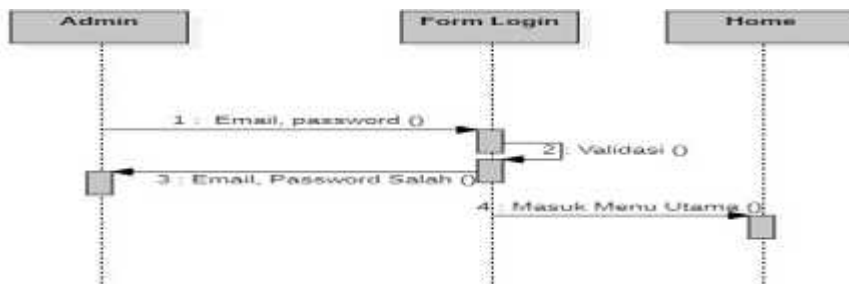 Admin
Form Login
Home
1 : Email, password ()
2 : Validasi ()
3 : Email, Password Salah ()
4 : Masuk Menu Utama ()